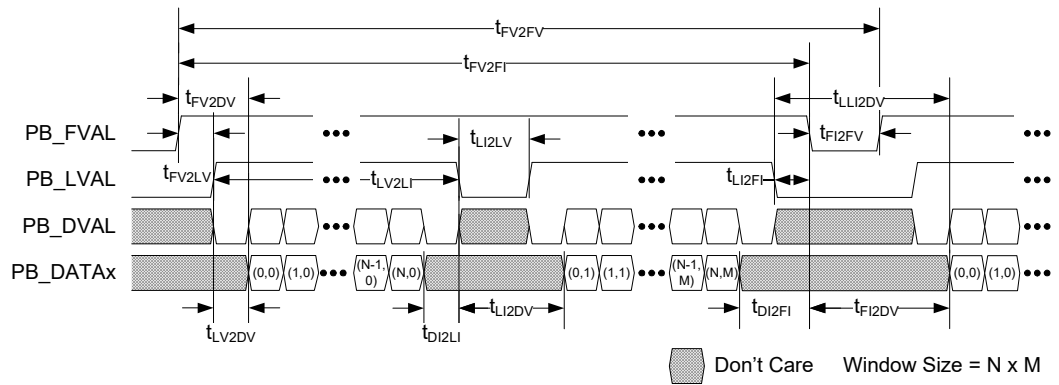 tFV2FV
tFV2FI
tFV2DV
tLLI2DV
PB_FVAL
tLI2LV
tFI2FV
PB_LVAL
tFV2LV
tLV2LI
tLI2FI
PB_DVAL
PB_DATAx
(0,0) (1,0) (N-1,0) (N,0) (0,1) (1,1) (N-1,M) (N,M) (0,0) (1,0)
tLV2DV
tDI2LI
tLI2DV
tDI2FI
tFI2DV
Don't Care Window Size = N x M